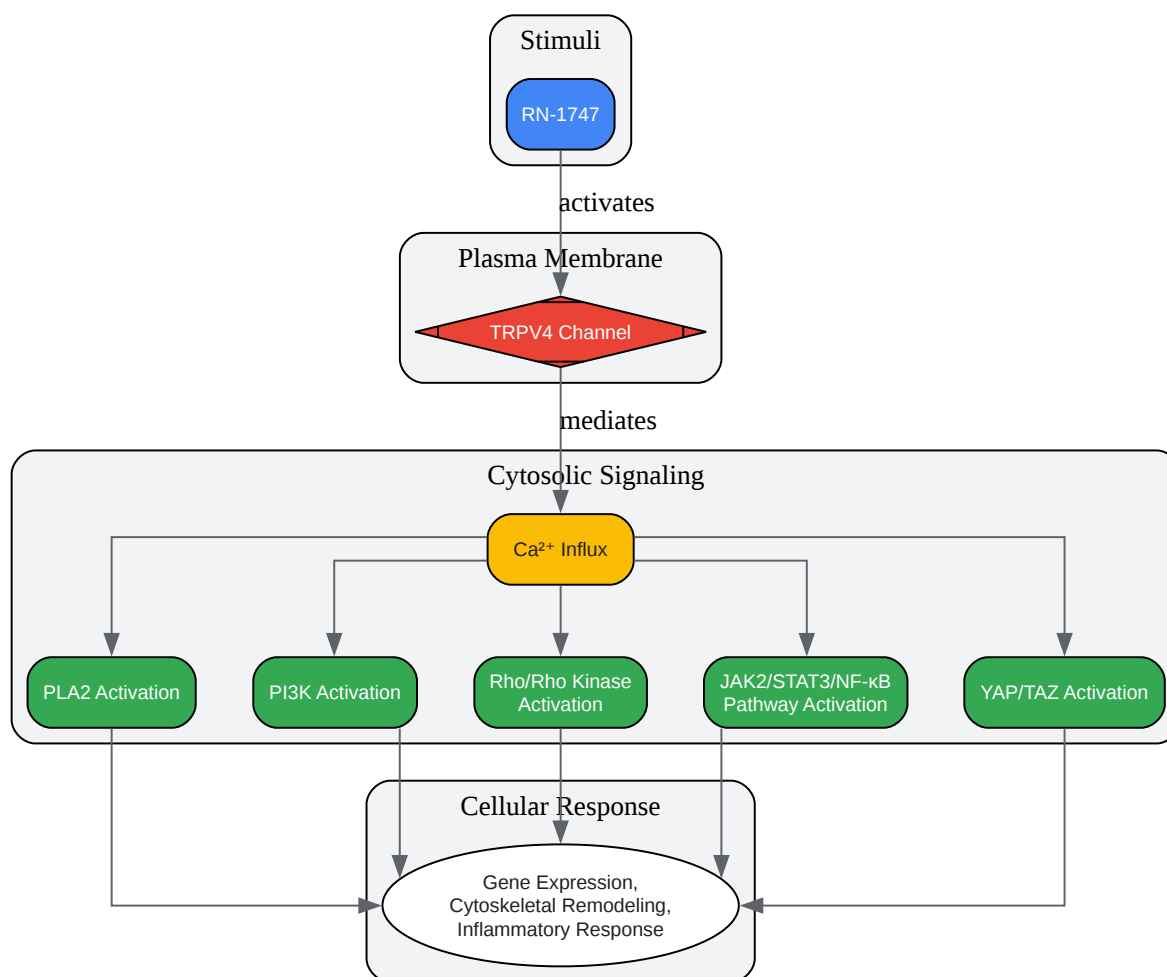 Stimuli
RN-1747
activates
Plasma Membrane
TRPV4 Channel
mediates
Cytosolic Signaling
Ca²⁺ Influx
PLA2 Activation
PI3K Activation
Rho/Rho Kinase
Activation
JAK2/STAT3/NF-κB
Pathway Activation
YAP/TAZ Activation
Cellular Response
Gene Expression,
Cytoskeletal Remodeling,
Inflammatory Response